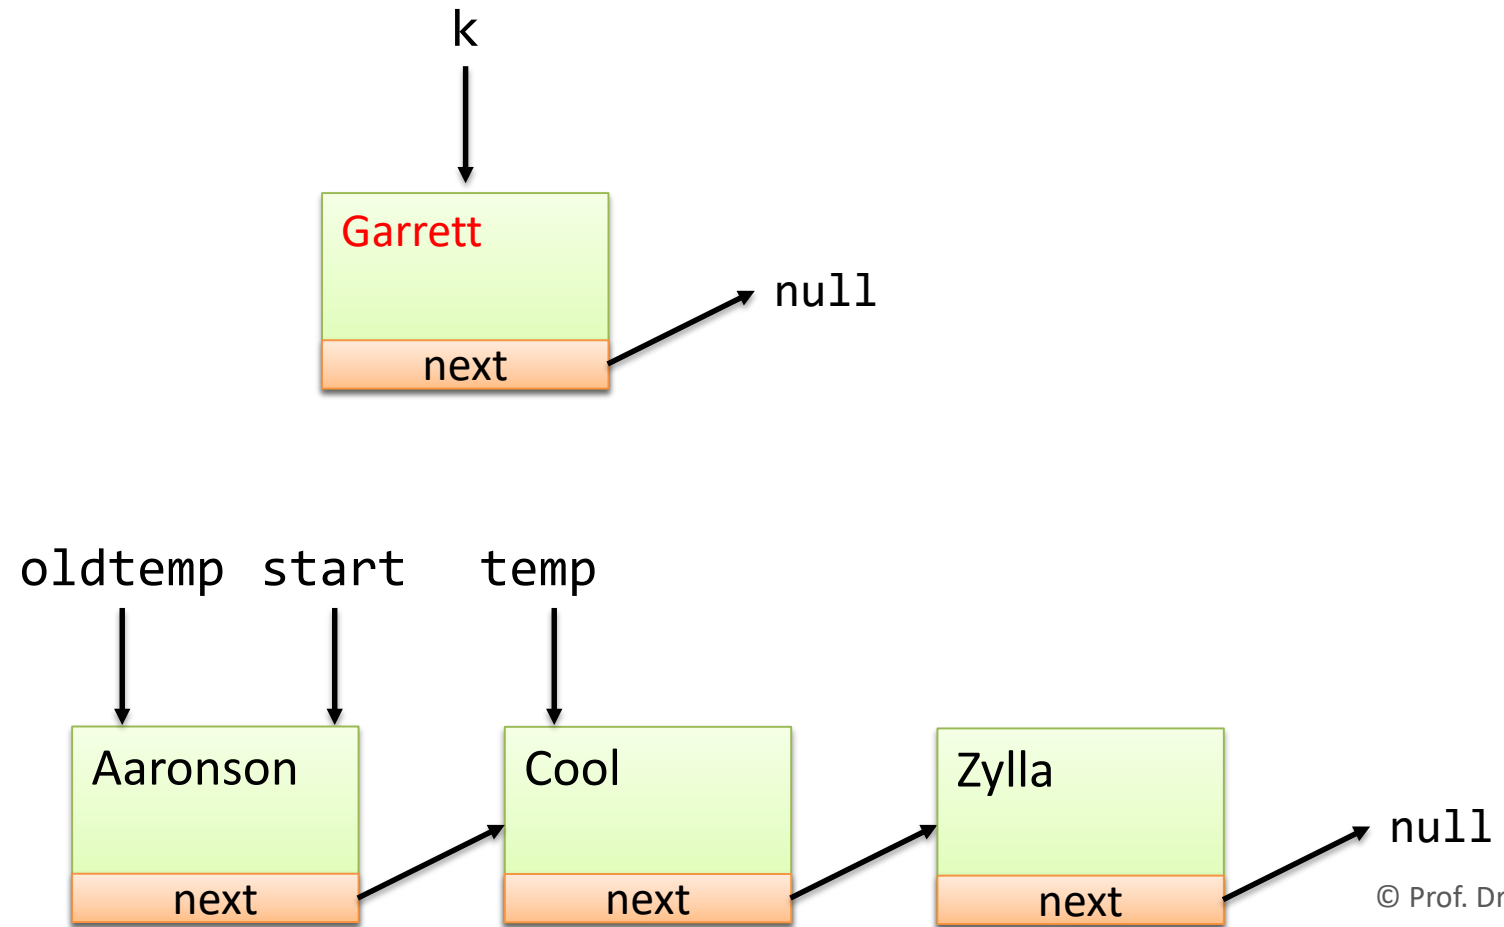 k
Garrett
null
next
oldtemp start temp
Aaronson Cool Zylla
null
next next next
© Prof. Dr